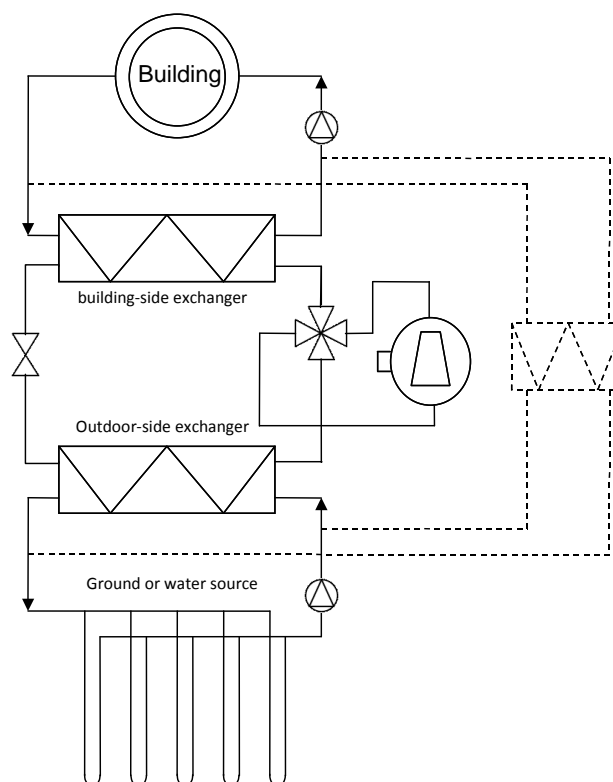 Building
building-side exchanger
Outdoor-side exchanger
Ground or water source